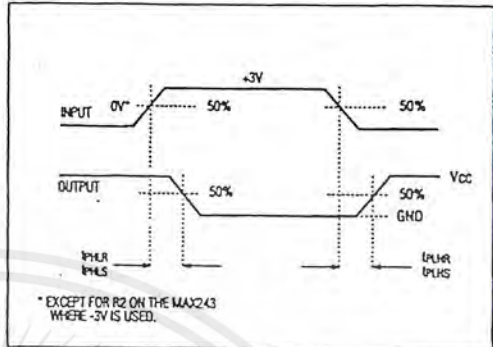 +3V
0V*
50%
50%
INPUT
VCC
OUTPUT
50%
50%
GND
tPHLR
tPHLS
tPLHR
tPLHS
* EXCEPT FOR R2 ON THE MAX243
WHERE -3V IS USED.